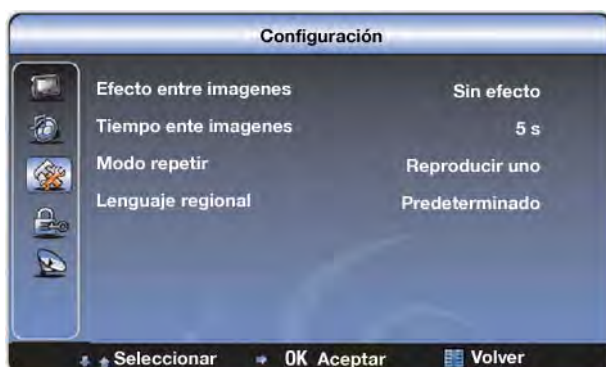 Configuración
Efecto entre imagenes Sin efecto
Tiempo ente imagenes 5 s
Modo repetir Reproducir uno
Lenguaje regional Predeterminado
Seleccionar OK Aceptar Volver